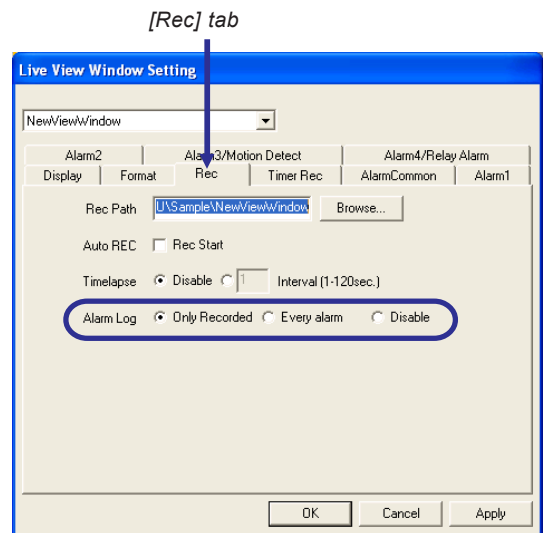 [Rec] tab
Live View Window Setting
NewViewWindow
Alarm2 Alarm3/Motion Detect Alarm4/Relay Alarm
Display Format Rec Timer Rec AlarmCommon Alarm1
Rec Path U\Sample\NewViewWindow Browse...
Auto REC Rec Start
Timelapse Disable 1 Interval (1-120sec.)
Alarm Log Only Recorded Every alarm Disable
OK Cancel Apply